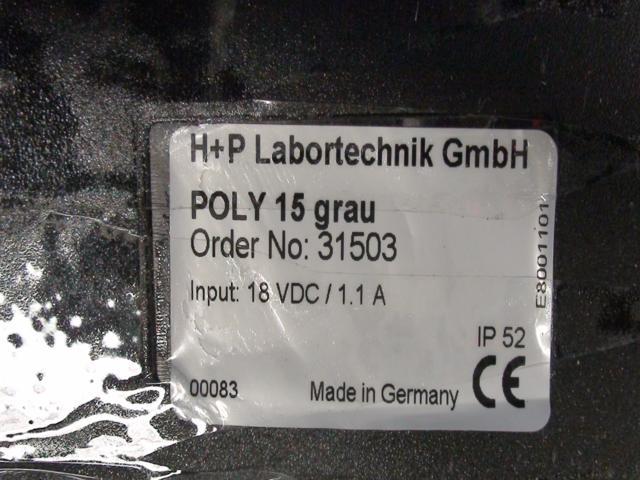 H+P Labortechnik GmbH
POLY 15 grau
Order No: 31503
Input: 18 VDC / 1.1 A
E8001101
IP 52
00083 Made in Germany CE